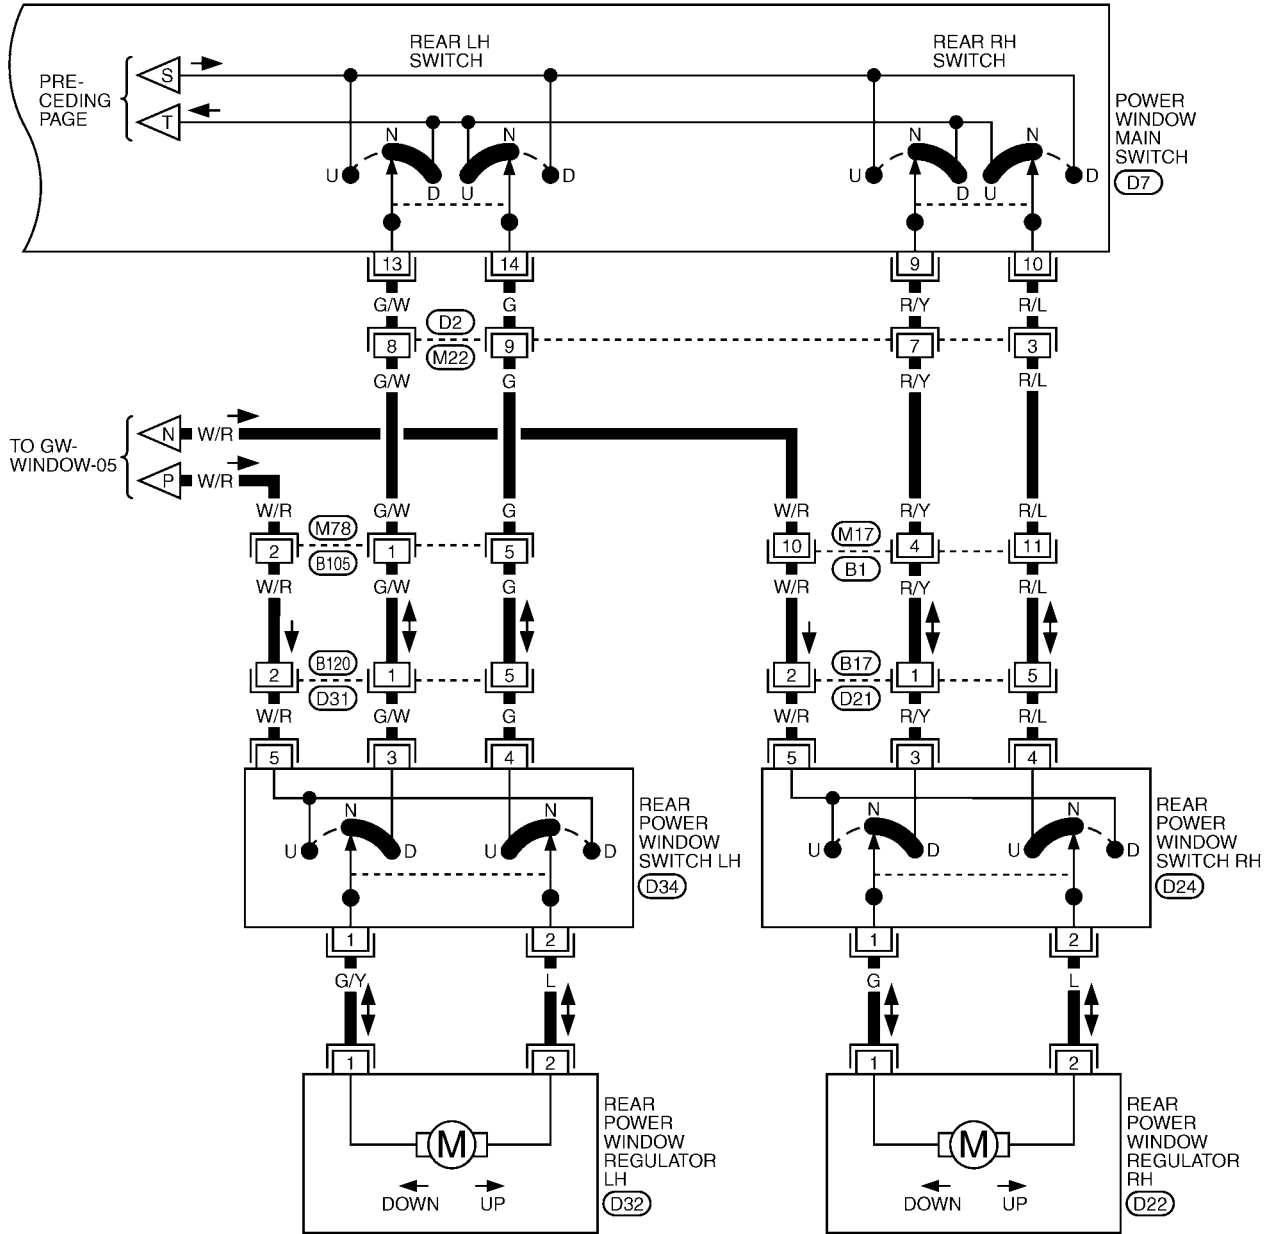 REAR LH
SWITCH
REAR RH
SWITCH
PRE-
CEDING
PAGE
S
T
POWER
WINDOW
MAIN
SWITCH
D7
N N N N
U D U D U D U D
13 14 9 10
G/W G R/Y R/L
D2
8 9 7 3
M22
G/W G R/Y R/L
TO GW-
WINDOW-05
N W/R
P W/R
W/R G/W G W/R R/Y R/L
M78 M17
2 1 5 10 4 11
B105 B1
W/R G/W G W/R R/Y R/L
B120 B17
2 1 5 2 1 5
D31 D21
W/R G/W G W/R R/Y R/L
5 3 4 5 3 4
N N N N
U D U D U D U D
REAR
POWER
WINDOW
SWITCH LH
D34
REAR
POWER
WINDOW
SWITCH RH
D24
1 2 1 2
G/Y L G L
1 2 1 2
M M
DOWN UP
DOWN UP
REAR
POWER
WINDOW
REGULATOR
LH
D32
REAR
POWER
WINDOW
REGULATOR
RH
D22